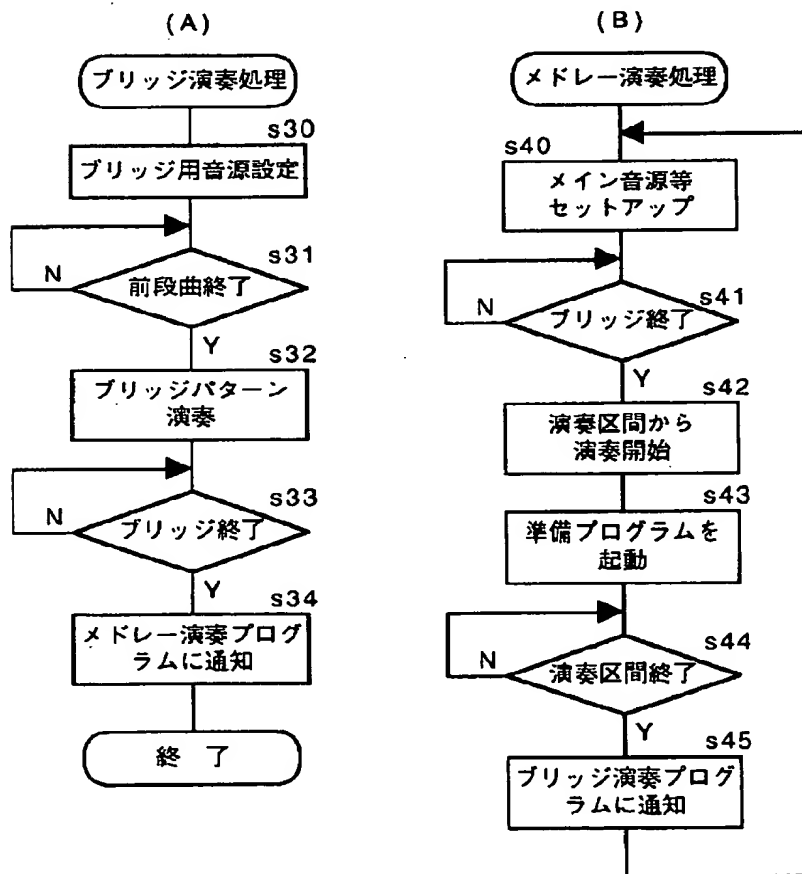 (A)
ブリッジ演奏処理
s30
ブリッジ用音源設定
s31
前段曲終了
N
Y
s32
ブリッジパターン
演奏
s33
ブリッジ終了
N
Y
s34
メドレー演奏プログ
ラムに通知
終 了
(B)
メドレー演奏処理
s40
メイン音源等
セットアップ
s41
ブリッジ終了
N
Y
s42
演奏区間から
演奏開始
s43
準備プログラムを
起動
s44
演奏区間終了
N
Y
s45
ブリッジ演奏プログ
ラムに通知